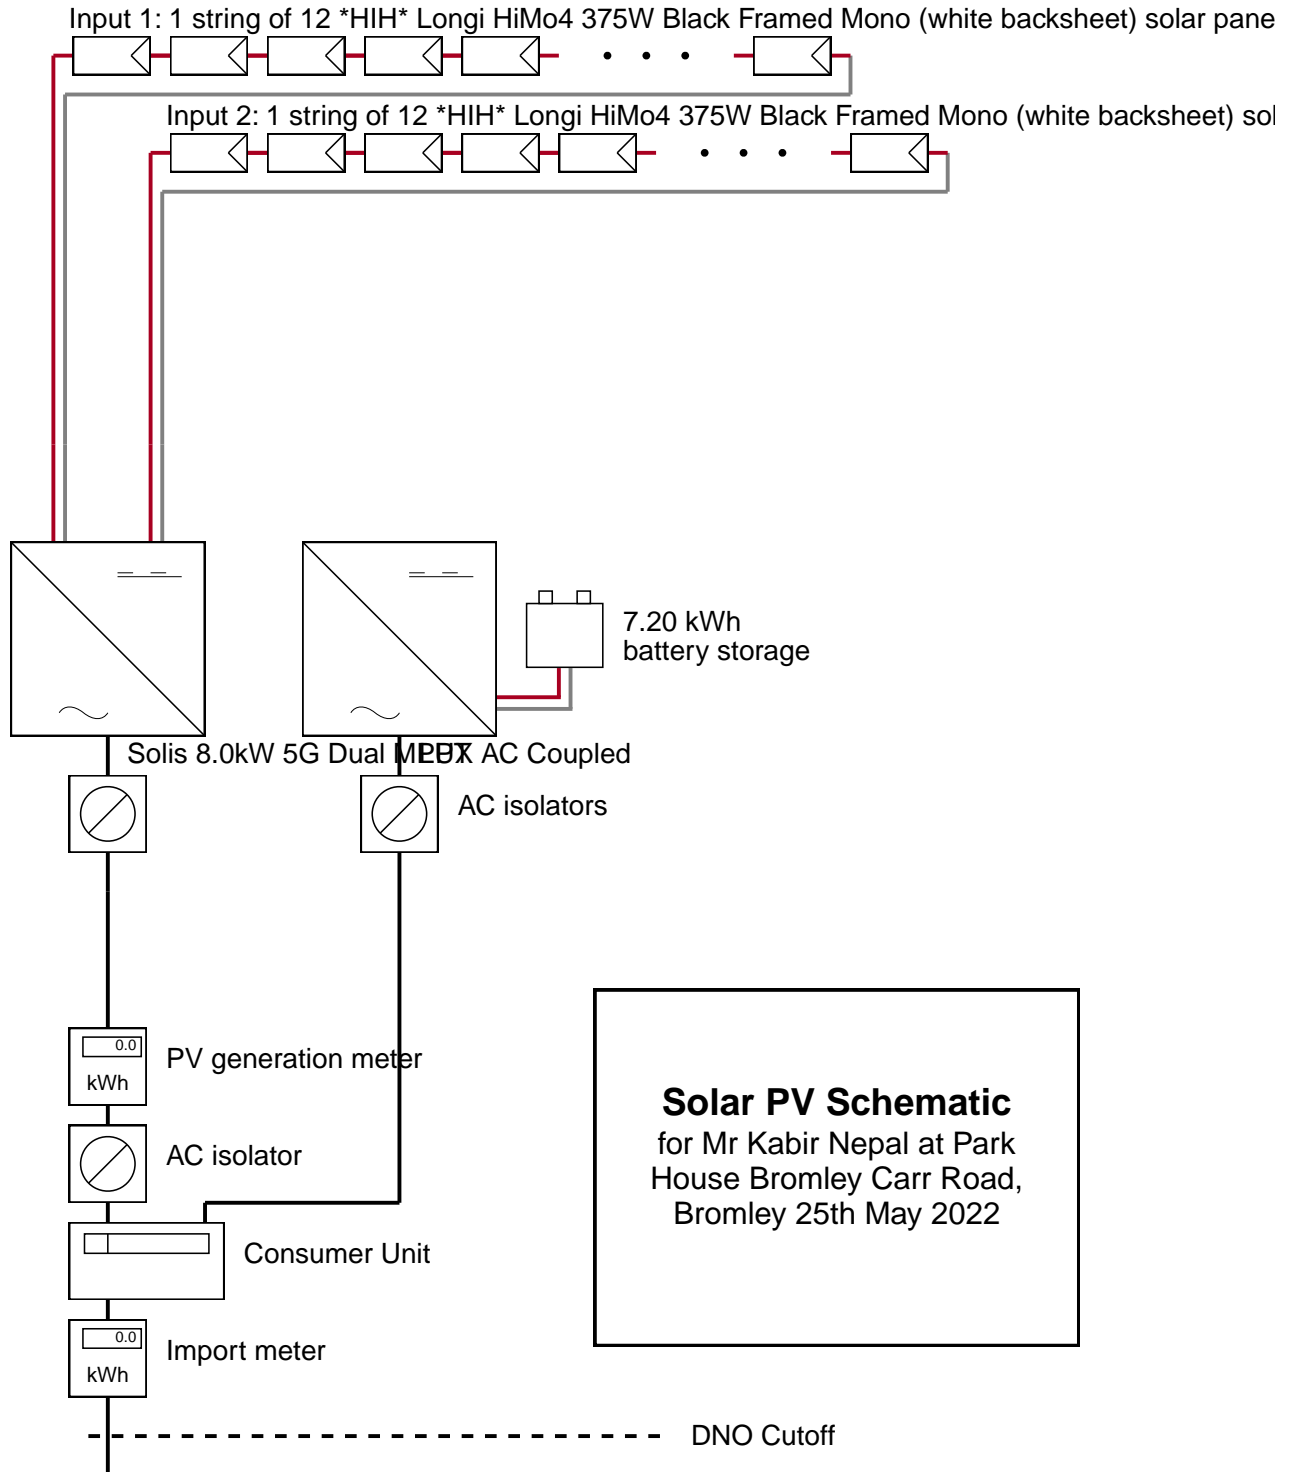 Input 1: 1 string of 12 *HIH* Longi HiMo4 375W Black Framed Mono (white backsheet) solar pane
Input 2: 1 string of 12 *HIH* Longi HiMo4 375W Black Framed Mono (white backsheet) sol
7.20 kWh
battery storage
Solis 8.0kW 5G Dual MPPT
LUX AC Coupled
AC isolators
0.0
kWh
PV generation meter
AC isolator
Consumer Unit
0.0
kWh
Import meter
DNO Cutoff
Solar PV Schematic
for Mr Kabir Nepal at Park
House Bromley Carr Road,
Bromley 25th May 2022